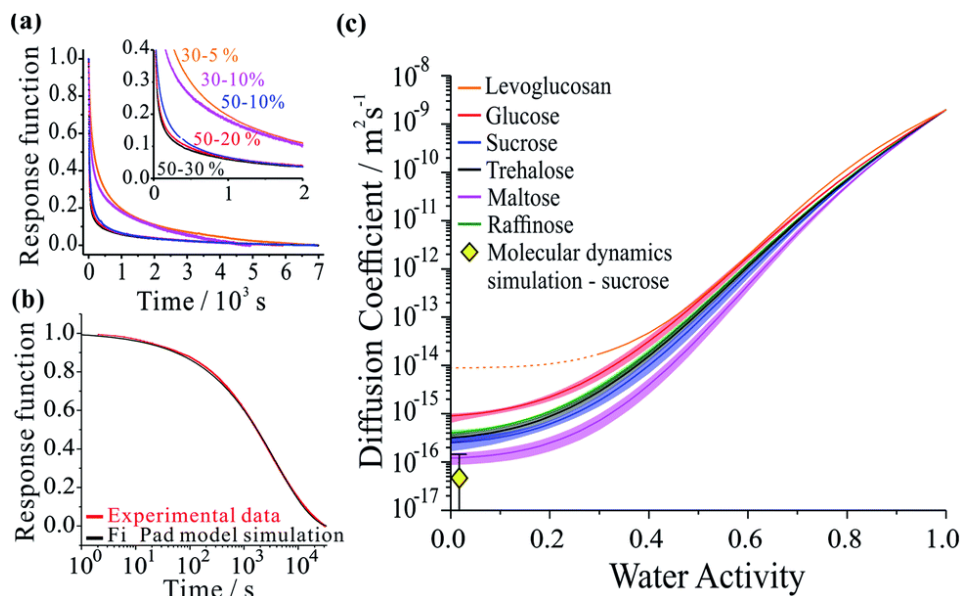 (a)
Response function
1.0
0.8
0.6
0.4
0.2
0.0
0 1 2 3 4 5 6 7
Time / 10³ s
0.4
0.3
0.2
0.1
0.0
0 1 2
30-5 %
30-10%
50-10%
50-20 %
50-30 %
(b)
Response function
1.0
0.8
0.6
0.4
0.2
0.0
Experimental data
Fi Pad model simulation
10⁰ 10¹ 10² 10³ 10⁴
Time / s
(c)
Diffusion Coefficient / m² s⁻¹
10⁻⁸
10⁻⁹
10⁻¹⁰
10⁻¹¹
10⁻¹²
10⁻¹³
10⁻¹⁴
10⁻¹⁵
10⁻¹⁶
10⁻¹⁷
Levoglucosan
Glucose
Sucrose
Trehalose
Maltose
Raffinose
Molecular dynamics
simulation - sucrose
0.0 0.2 0.4 0.6 0.8 1.0
Water Activity